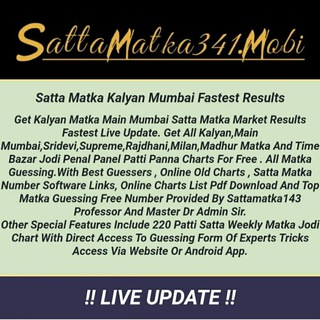 SattaMatka341.Mobi
Satta Matka Kalyan Mumbai Fastest Results
Get Kalyan Matka Main Mumbai Satta Matka Market Results
Fastest Live Update. Get All Kalyan,Main
Mumbai,Sridevi,Supreme,Rajdhani,Milan,Madhur Matka And Time
Bazar Jodi Penal Panel Patti Panna Charts For Free . All Matka
Guessing.With Best Guessers , Online Old Charts , Satta Matka
Number Software Links, Online Charts List Pdf Download And Top
Matka Guessing Free Number Provided By Sattamatka143
Professor And Master Dr Admin Sir.
Other Special Features Include 220 Patti Satta Weekly Matka Jodi
Chart With Direct Access To Guessing Form Of Experts Tricks
Access Via Website Or Android App.
!! LIVE UPDATE !!